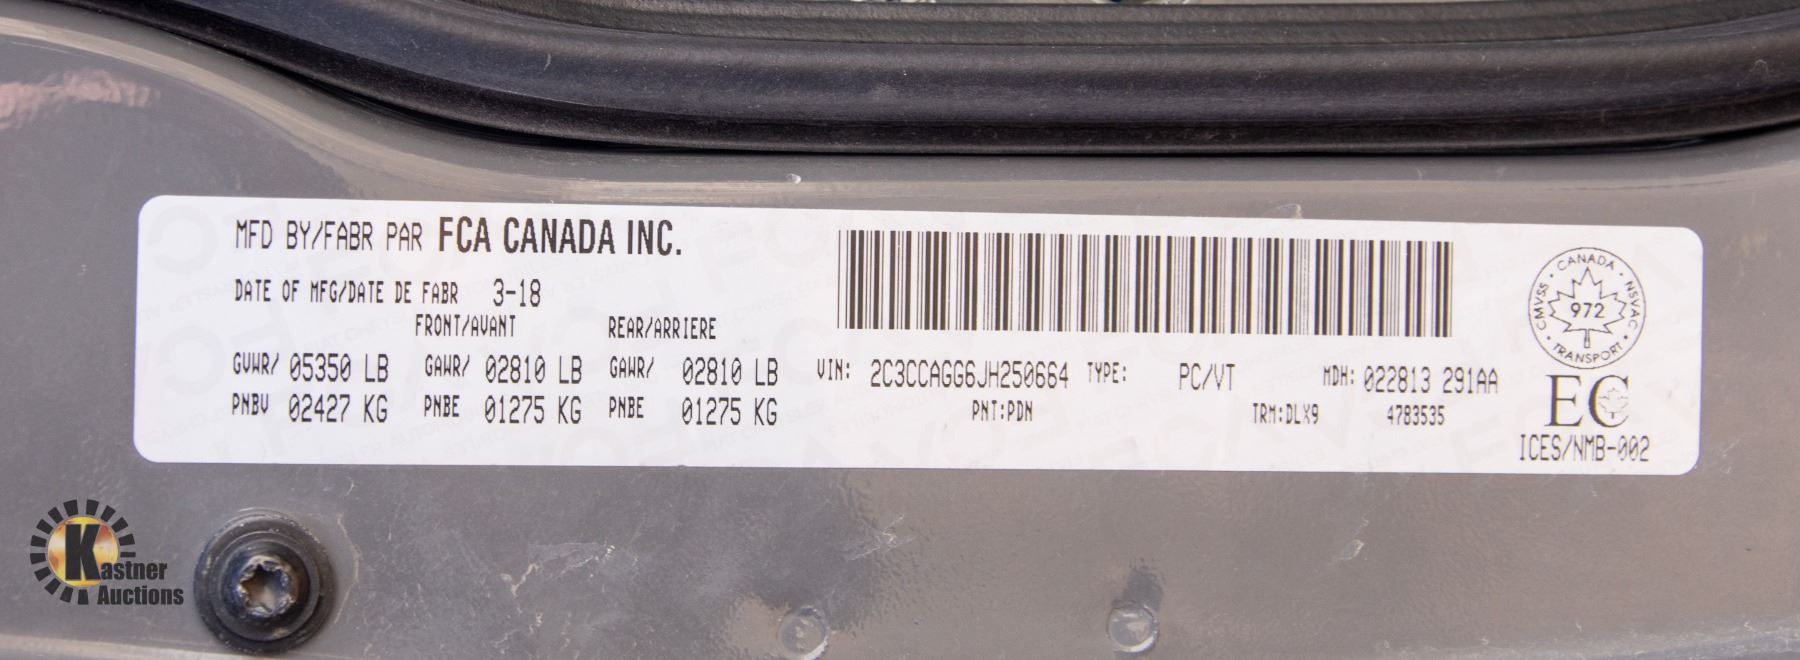 MFD BY/FABR PAR FCA CANADA INC.
DATE OF MFG/DATE DE FABR 3-18
FRONT/AVANT REAR/ARRIERE
GVWR/ 05350 LB GAWR/ 02810 LB GAWR/ 02810 LB
PNBV 02427 KG PNBE 01275 KG PNBE 01275 KG
VIN: 2C3CCAGG6JH250664 TYPE: PC/VT MDH: 022813 291AA
PNT:PDN TRM:DLX9 4783535
CANADA
CMVSS NSVAC
972
TRANSPORT
EC
ICES/NMB-002
Kastner
Auctions